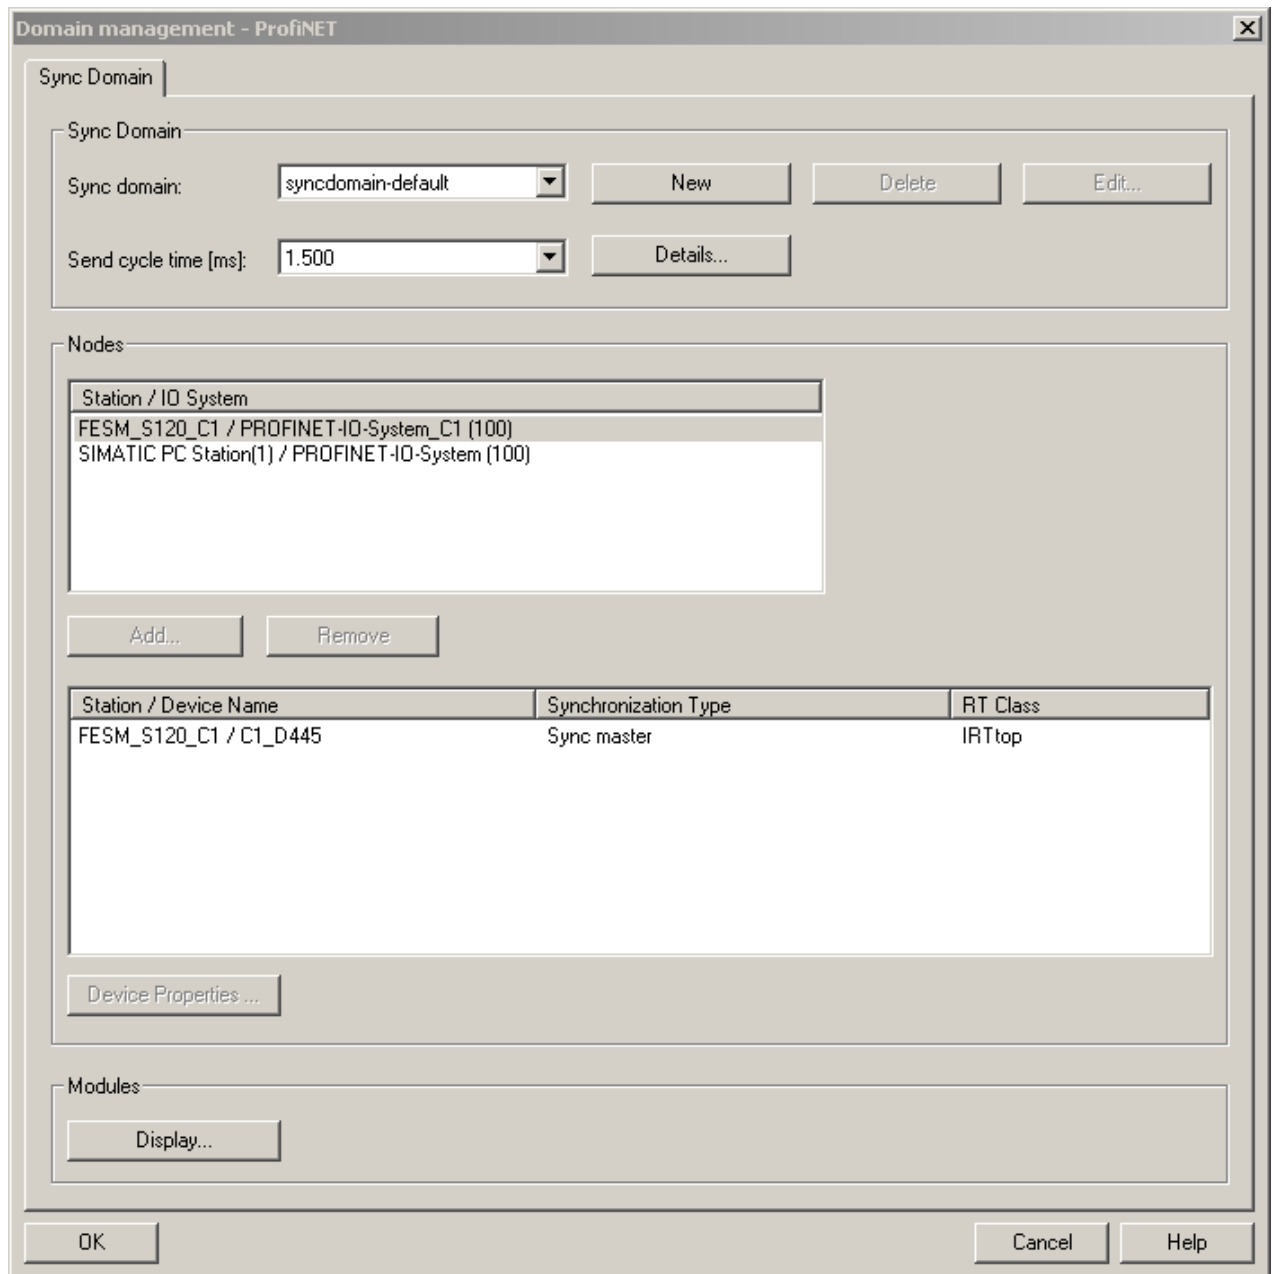 Domain management - ProfiNET
Sync Domain
Sync Domain
Sync domain: syncdomain-default New Delete Edit...
Send cycle time [ms]: 1.500 Details...
Nodes
Station / IO System
FESM_S120_C1 / PROFINET-IO-System_C1 (100)
SIMATIC PC Station(1) / PROFINET-IO-System (100)
Add... Remove
Station / Device Name Synchronization Type RT Class
FESM_S120_C1 / C1_D445 Sync master IRTtop
Device Properties ...
Modules
Display...
OK Cancel Help